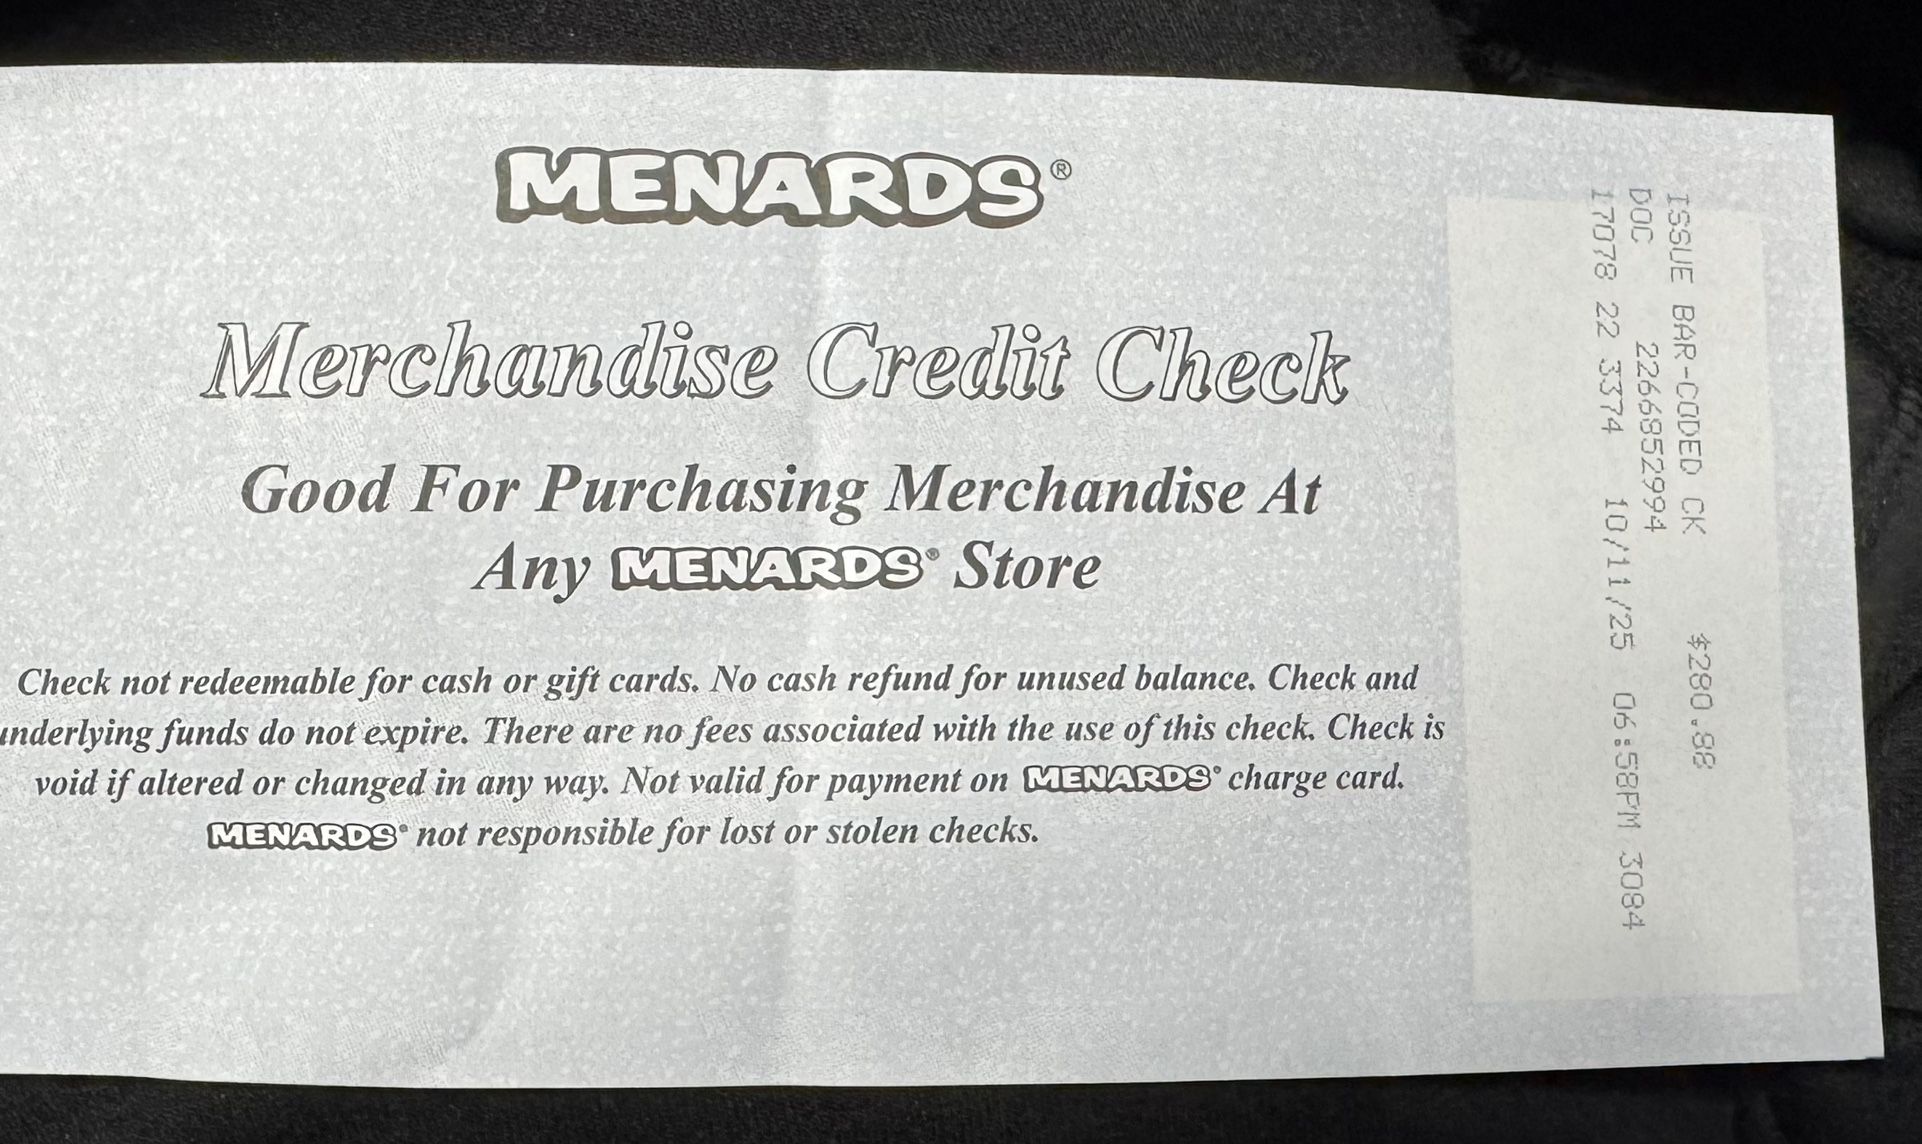 MENARDS®
Merchandise Credit Check
Good For Purchasing Merchandise At
Any MENARDS® Store
Check not redeemable for cash or gift cards. No cash refund for unused balance. Check and
underlying funds do not expire. There are no fees associated with the use of this check. Check is
void if altered or changed in any way. Not valid for payment on MENARDS® charge card.
MENARDS® not responsible for lost or stolen checks.
ISSUE BAR-CODED CK $280.88
DOC 2266852994
17078 22 3374 10/11/25 06:58PM 3084